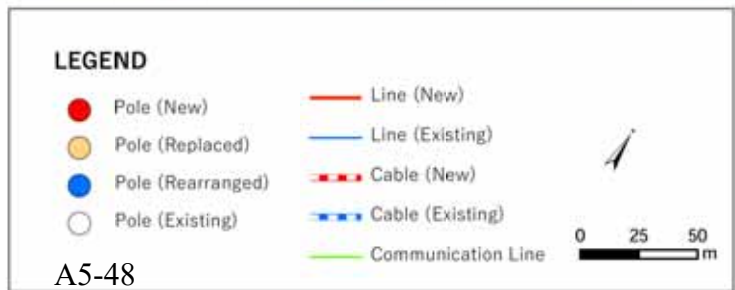 LEGEND
Pole (New)
Pole (Replaced)
Pole (Rearranged)
Pole (Existing)
Line (New)
Line (Existing)
Cable (New)
Cable (Existing)
Communication Line
0 25 50
m
A5-48